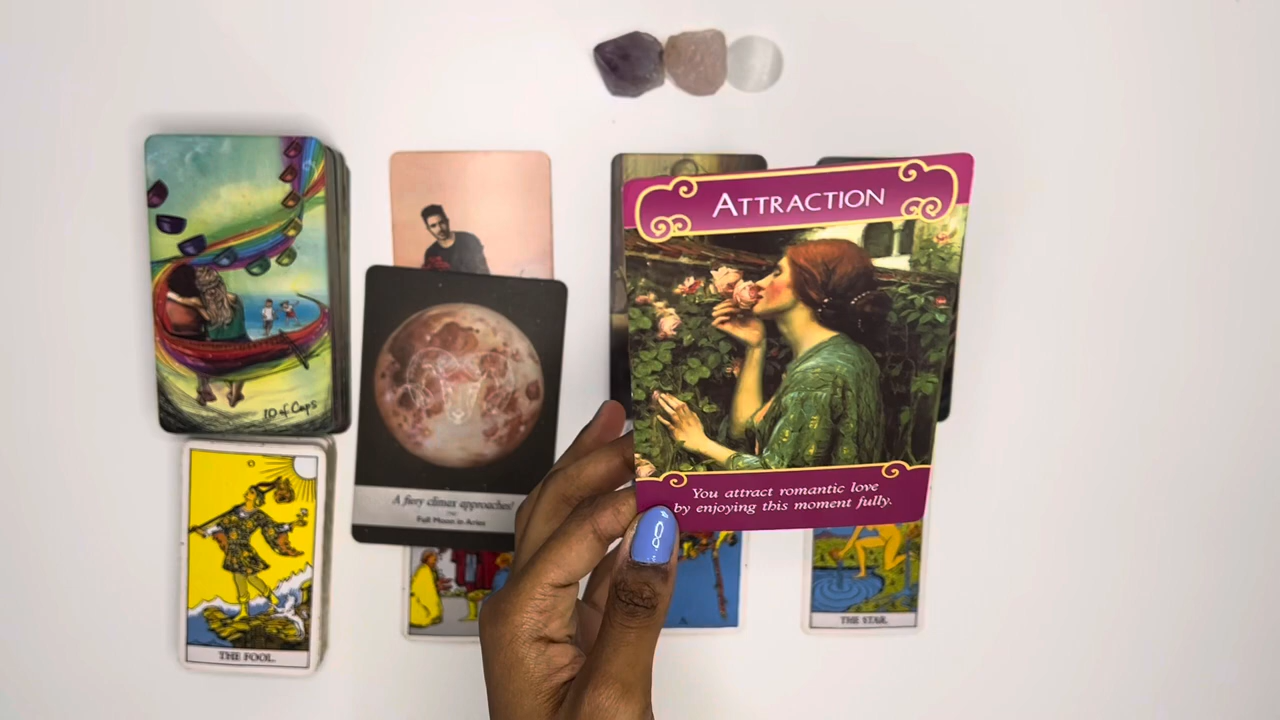 ATTRACTION
You attract romantic love
by enjoying this moment fully.
10 of Cups
A fiery climax approaches!
Full Moon in Aries
THE FOOL.
THE STAR.